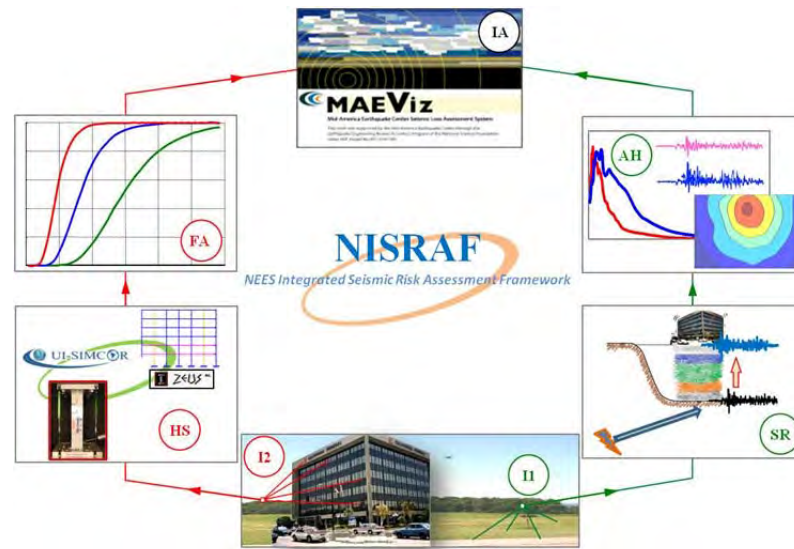 IA
MAEViz
Mid-America Earthquake Center Seismic Loss Assessment System
FA
AH
NISRAF
NEES Integrated Seismic Risk Assessment Framework
UI-SIMCOR
ZEUS
HS
SR
I2
I1